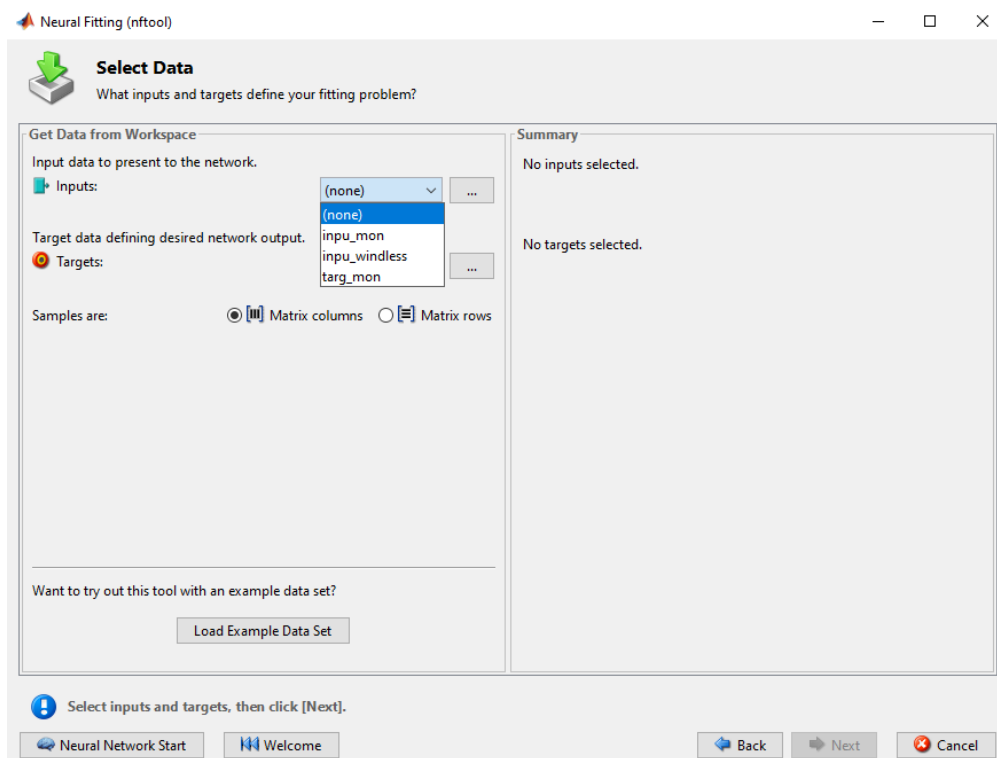 Neural Fitting (nftool)
Select Data
What inputs and targets define your fitting problem?
Get Data from Workspace
Input data to present to the network.
Inputs:
(none)
...
(none)
inpu_mon
inpu_windless
targ_mon
Target data defining desired network output.
Targets:
...
Samples are:
Matrix columns
Matrix rows
Want to try out this tool with an example data set?
Load Example Data Set
Summary
No inputs selected.
No targets selected.
Select inputs and targets, then click [Next].
Neural Network Start
Welcome
Back
Next
Cancel